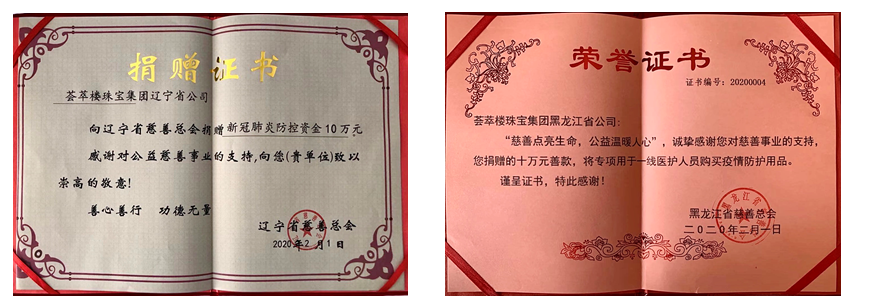 捐赠证书
荟萃楼珠宝集团辽宁省公司
向辽宁省慈善总会捐赠新冠肺炎防控资金10万元
感谢对公益慈善事业的支持,向您(贵单位)致以
崇高的敬意!
善心善行 功德无量
辽宁省慈善总会
2020年2月1日
荣誉证书
证书编号:20200004
荟萃楼珠宝集团黑龙江省公司:
“慈善点亮生命,公益温暖人心”,诚挚感谢您对慈善事业的支持,
您捐赠的十万元善款,将专项用于一线医护人员购买疫情防护用品。
谨呈证书,特此感谢!
黑龙江省慈善总会
二〇二〇年二月一日